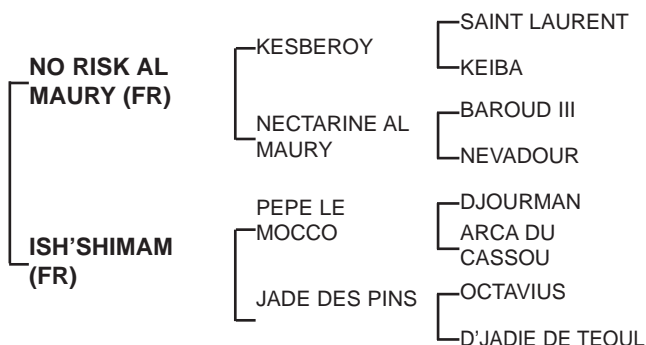 SAINT LAURENT
KESBEROY
NO RISK AL
MAURY (FR)
KEIBA
BAROUD III
NECTARINE AL
MAURY
NEVADOUR
DJOURMAN
PEPE LE
MOCCO
ARCA DU
CASSOU
ISH'SHIMAM
(FR)
OCTAVIUS
JADE DES PINS
D'JADIE DE TEOUL